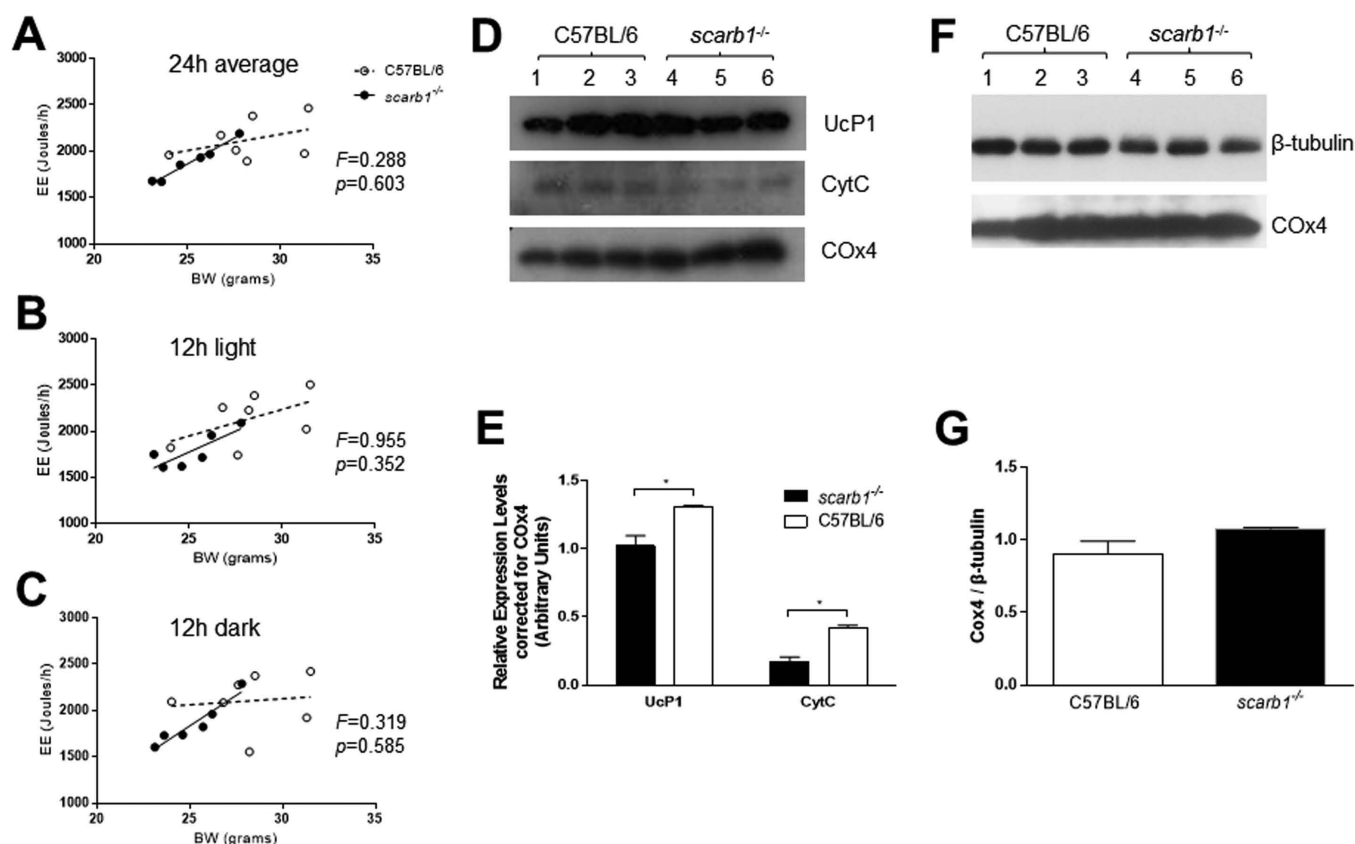 A
24h average
3000
2500
2000
1500
1000
EE (Joules/h)
20 25 30 35
BW (grams)
C57BL/6
scarb1-/-
F=0.288
p=0.603
B
12h light
3000
2500
2000
1500
1000
EE (Joules/h)
20 25 30 35
BW (grams)
F=0.955
p=0.352
C
12h dark
3000
2500
2000
1500
1000
EE (Joules/h)
20 25 30 35
BW (grams)
F=0.319
p=0.585
D
C57BL/6 scarb1-/-
1 2 3 4 5 6
UcP1
CytC
COx4
E
Relative Expression Levels
corrected for COx4
(Arbitrary Units)
1.5
1.0
0.5
0.0
*
*
scarb1-/-
C57BL/6
UcP1 CytC
F
C57BL/6 scarb1-/-
1 2 3 4 5 6
β-tubulin
COx4
G
Cox4 / β-tubulin
1.5
1.0
0.5
0.0
C57BL/6 scarb1-/-